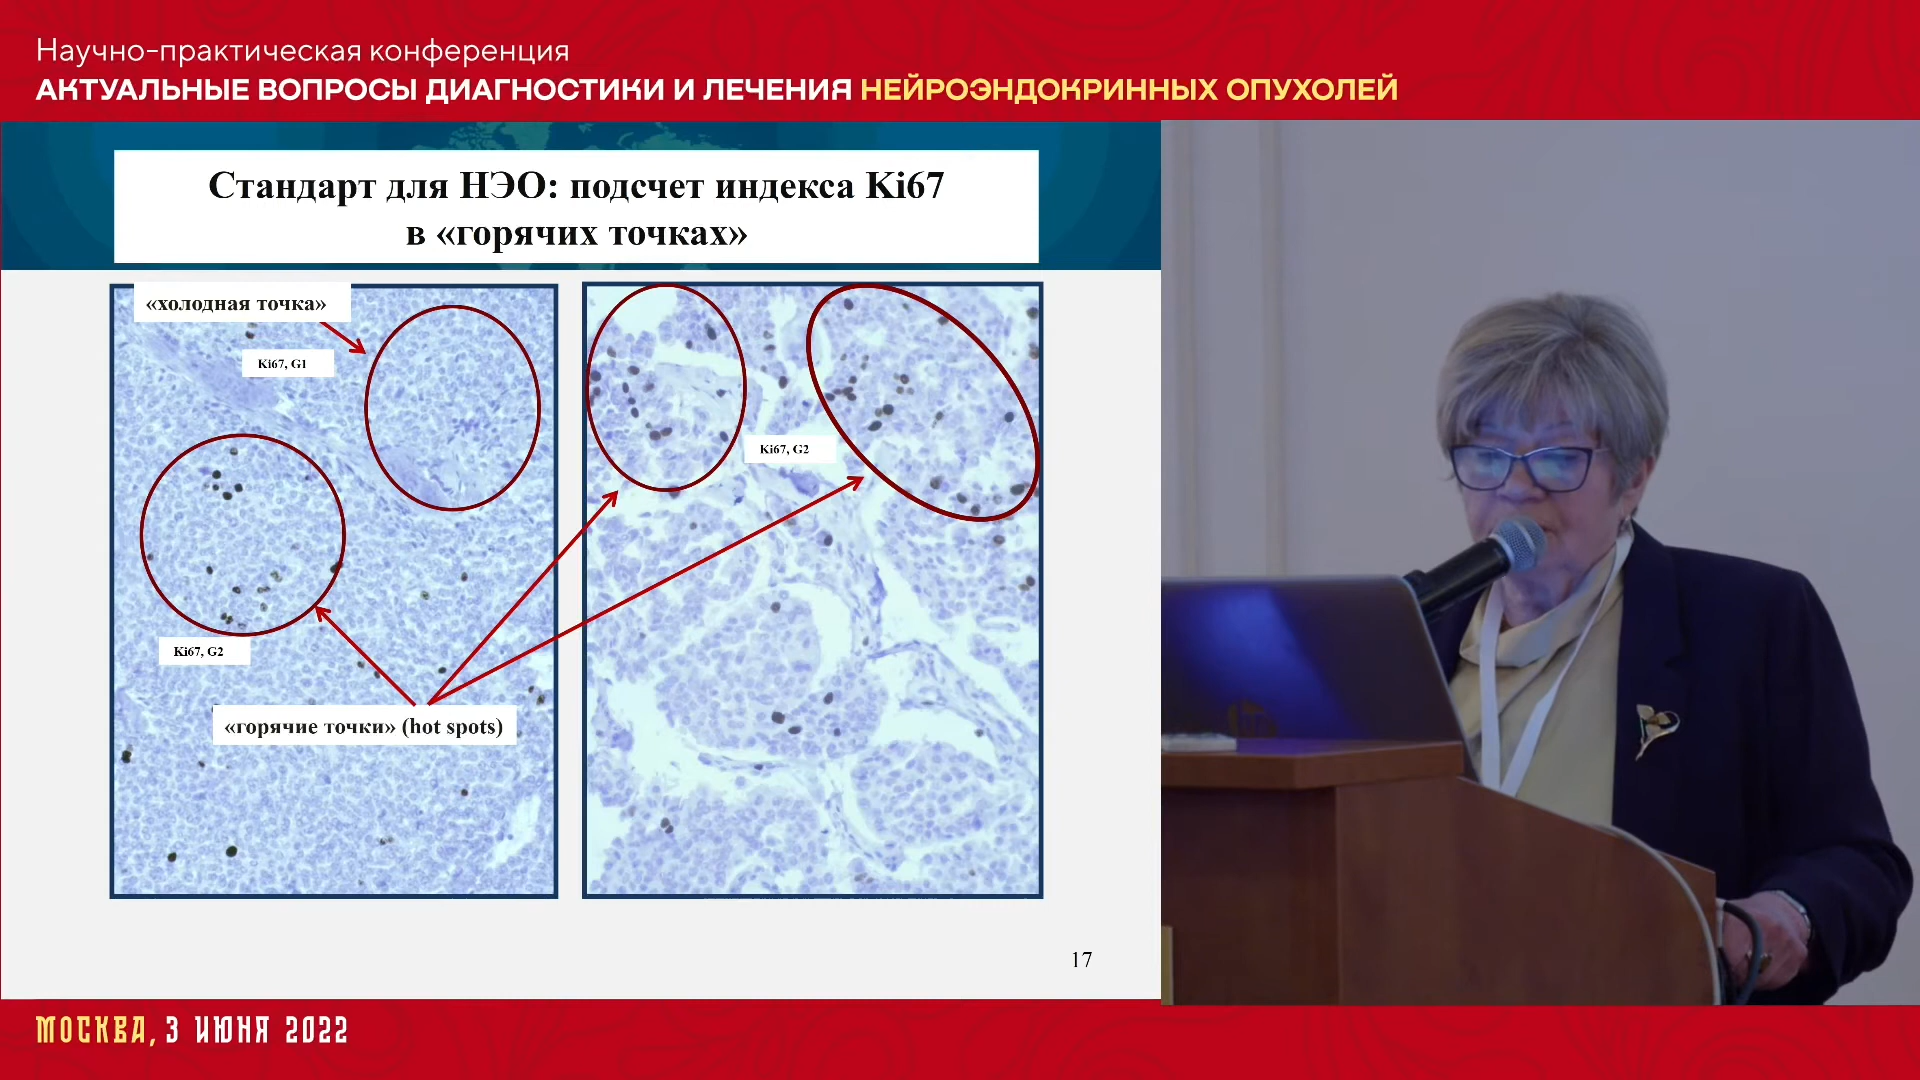 Научно-практическая конференция
АКТУАЛЬНЫЕ ВОПРОСЫ ДИАГНОСТИКИ И ЛЕЧЕНИЯ НЕЙРОЭНДОКРИННЫХ ОПУХОЛЕЙ
Стандарт для НЭО: подсчет индекса Ki67
в «горячих точках»
«холодная точка»
Ki67, G1
Ki67, G2
Ki67, G2
«горячие точки» (hot spots)
17
МОСКВА, 3 ИЮНЯ 2022